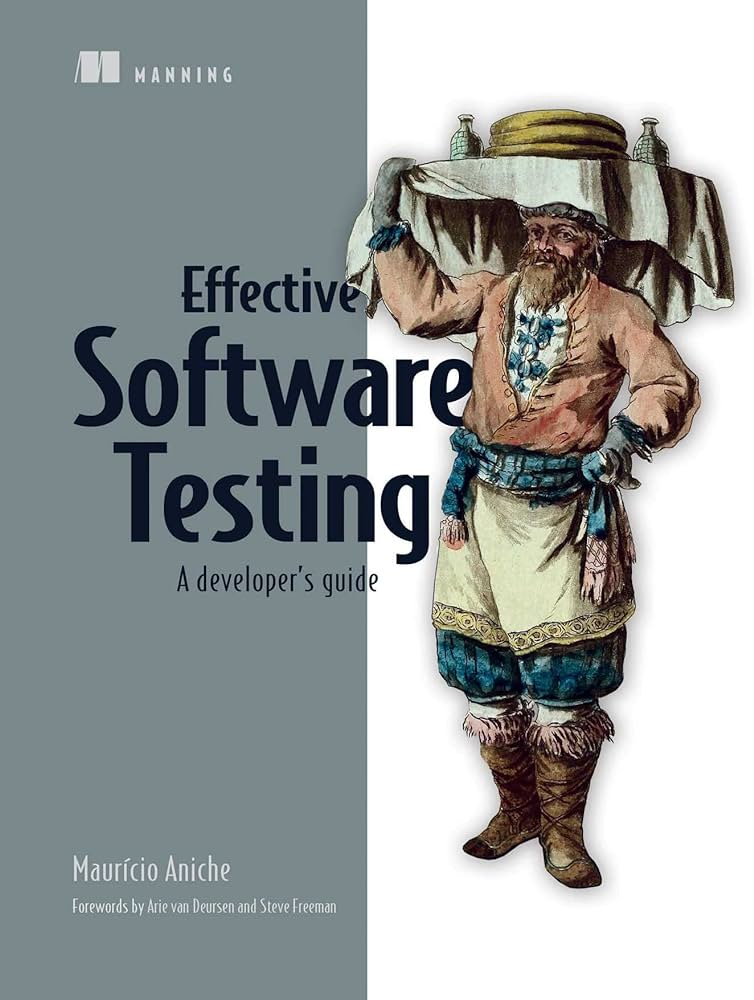 MANNING
Effective
Software
Testing
A developer's guide
Maurício Aniche
Forewords by Arie van Deursen and Steve Freeman